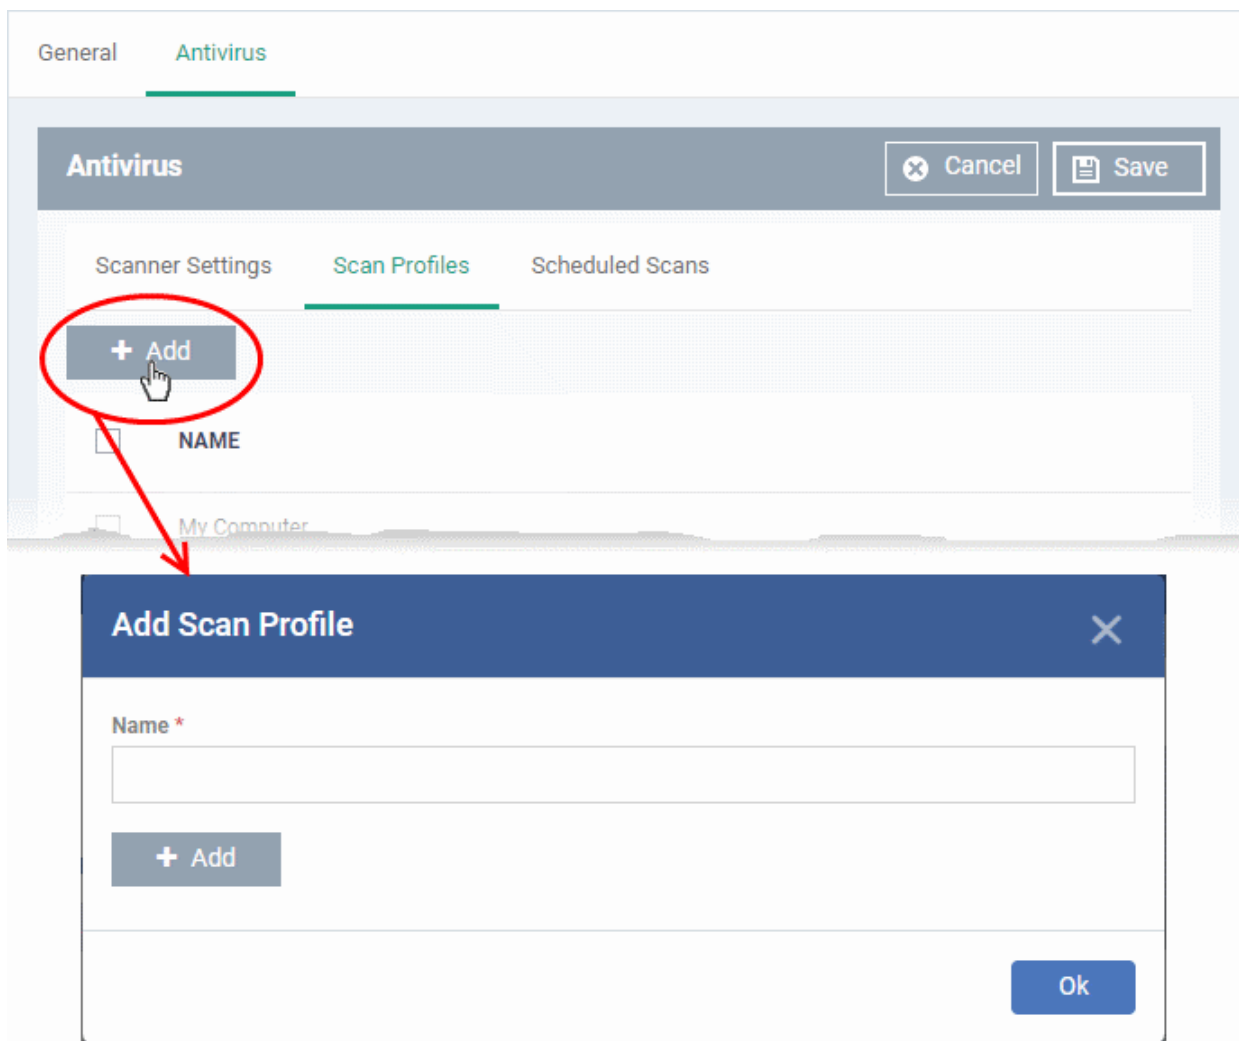 General Antivirus
Antivirus Cancel Save
Scanner Settings Scan Profiles Scheduled Scans
+ Add
NAME
My Computer
Add Scan Profile
Name *
+ Add
Ok